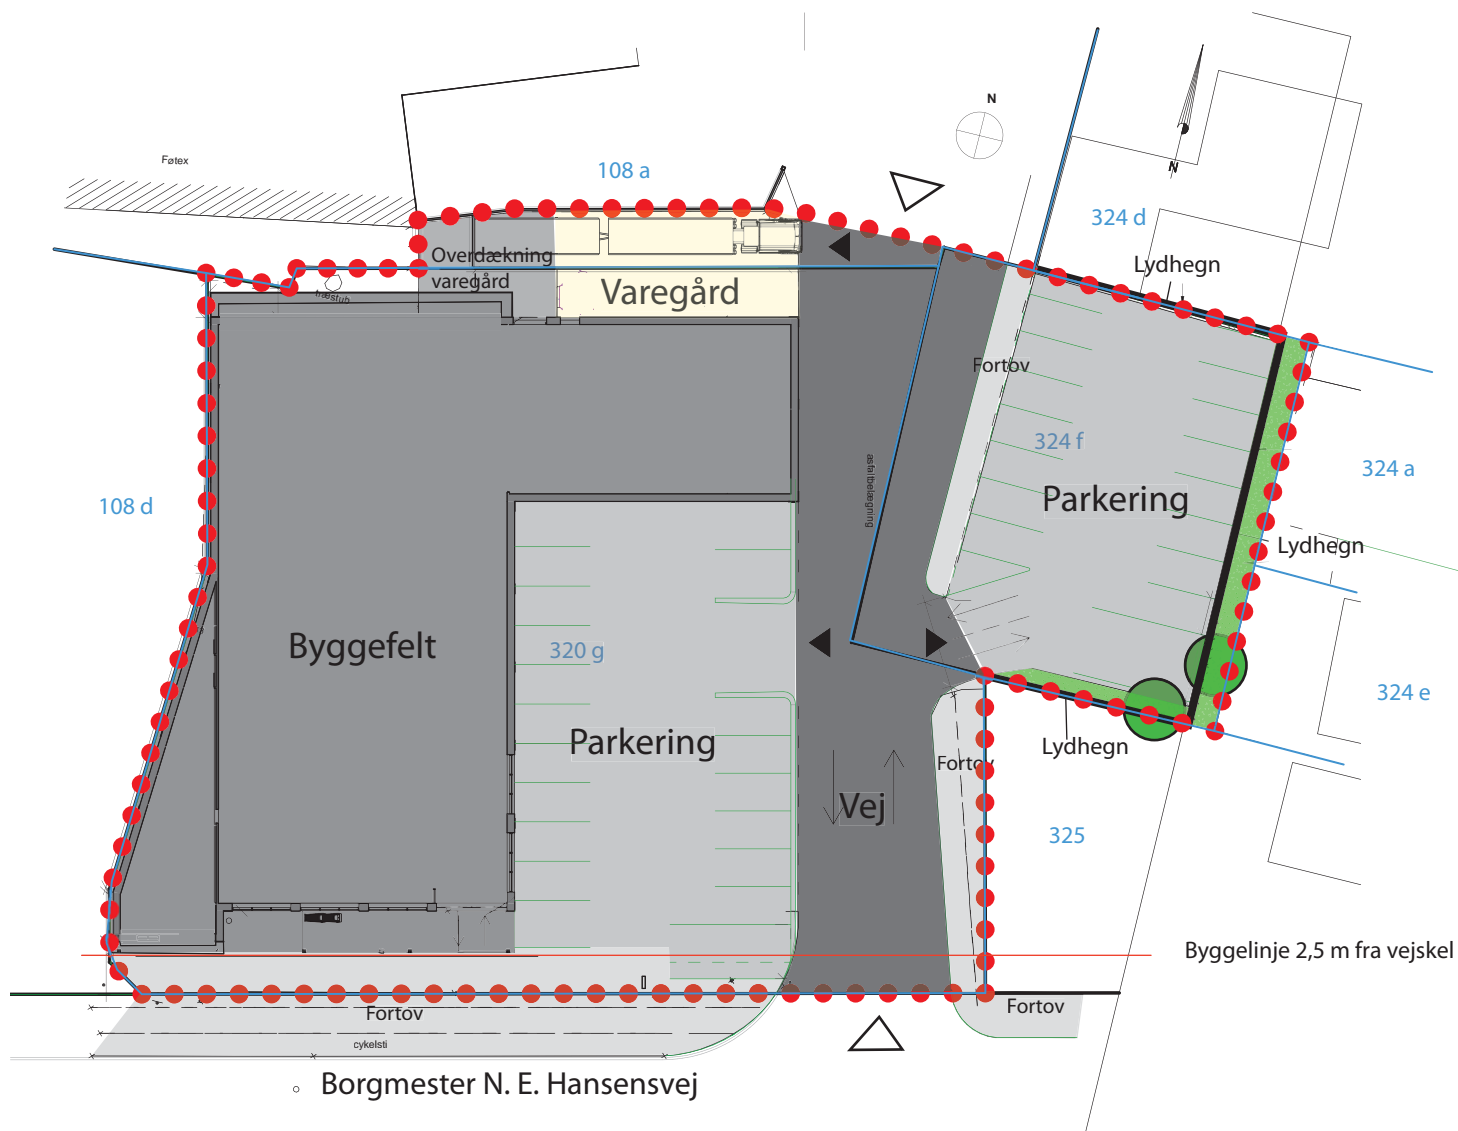 N
Føtex
108 a
N
324 d
Overdækning
varegård
Lydhegn
Varegård
Fortov
324 f
324 a
asfaltbelægning
Parkering
108 d
Lydhegn
Byggefelt
320 g
324 e
Parkering
Lydhegn
Fortov
Vej
325
Byggelinje 2,5 m fra vejskel
Fortov
Fortov
cykelsti
Borgmester N. E. Hansensvej